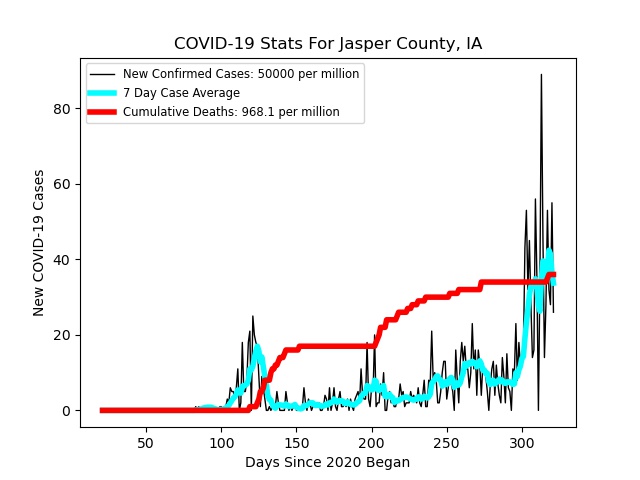 COVID-19 Stats For Jasper County, IA
New Confirmed Cases: 50000 per million
7 Day Case Average
Cumulative Deaths: 968.1 per million
New COVID-19 Cases
80
60
40
20
0
50 100 150 200 250 300
Days Since 2020 Began